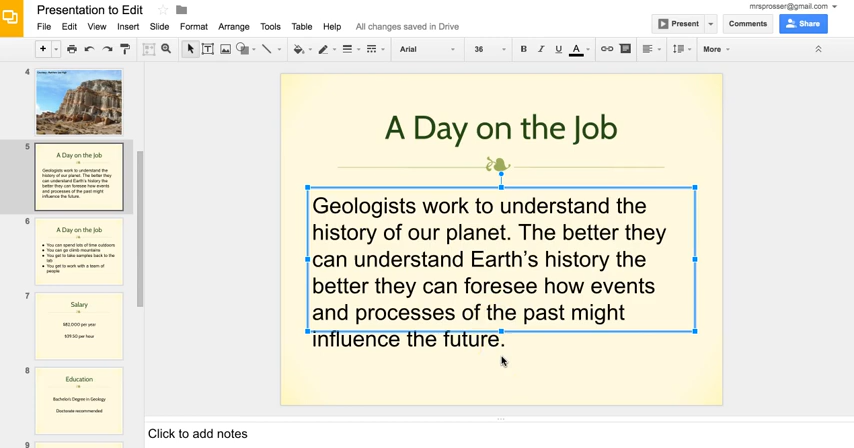 Presentation to Edit
mrsprosser@gmail.com
File Edit View Insert Slide Format Arrange Tools Table Help All changes saved in Drive
Present Comments Share
Arial 36 B I U A More
4
5
A Day on the Job
Geologists work to understand the
history of our planet. The better they
can understand Earth's history the
better they can foresee how events
and processes of the past might
influence the future.
6
A Day on the Job
You can spend lots of time outdoors
You can go climb mountains
You get to take samples back to the
lab
You get to work with a team of
people
7
Salary
$82,000 per year
$39.50 per hour
8
Education
Bachelor's Degree in Geology
Doctorate recommended
9
A Day on the Job
Geologists work to understand the
history of our planet. The better they
can understand Earth's history the
better they can foresee how events
and processes of the past might
influence the future.
Click to add notes